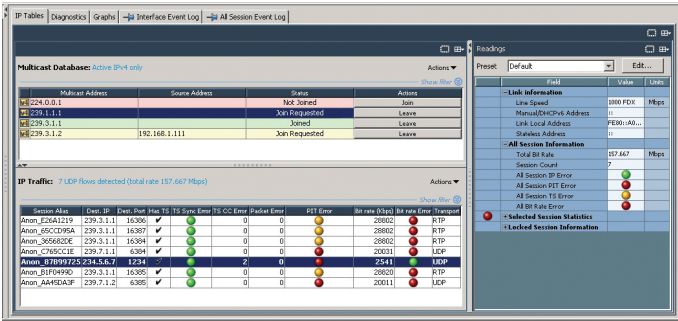 IP Tables Diagnostics Graphs Interface Event Log All Session Event Log
Multicast Database: Active IPv4 only Actions
Show filter
Multicast Address Source Address Status Actions
224.0.0.1 Not Joined Join
239.1.1.1 Join Requested Leave
239.3.1.1 Joined Leave
239.3.1.2 192.168.1.111 Join Requested Leave
IP Traffic: 7 UDP flows detected (total rate 157.667 Mbps) Actions
Show filter
Session Alias Dest. IP Dest. Port Has TS TS Sync Error TS CC Error Packet Error PIT Error Bit rate (Kbps) Bit rate Error Transport
Anon_E26A1219 239.3.1.1 16386 0 0 28802 RTP
Anon_65CCD95A 239.3.1.1 16387 0 0 28802 RTP
Anon_365682DE 239.3.1.1 16384 0 0 28802 RTP
Anon_C765CC1E 239.7.1.1 6384 0 0 20031 UDP
Anon_87B99725 234.5.6.7 1234 2 0 2541 UDP
Anon_B1F0499D 239.3.1.1 16385 0 0 28820 RTP
Anon_AA45DA3F 239.7.1.2 6385 0 0 20011 UDP
Readings
Preset Default Edit...
Field Value Units
Link information
Line Speed 1000 FDX Mbps
Manual/DHCPv6 Address ::
Link Local Address FE80::A0...
Stateless Address ::
All Session Information
Total Bit Rate 157.667 Mbps
Session Count 7
All Session IP Error
All Session PIT Error
All Session TS Error
All Bit Rate Error
Selected Session Statistics
Locked Session Information